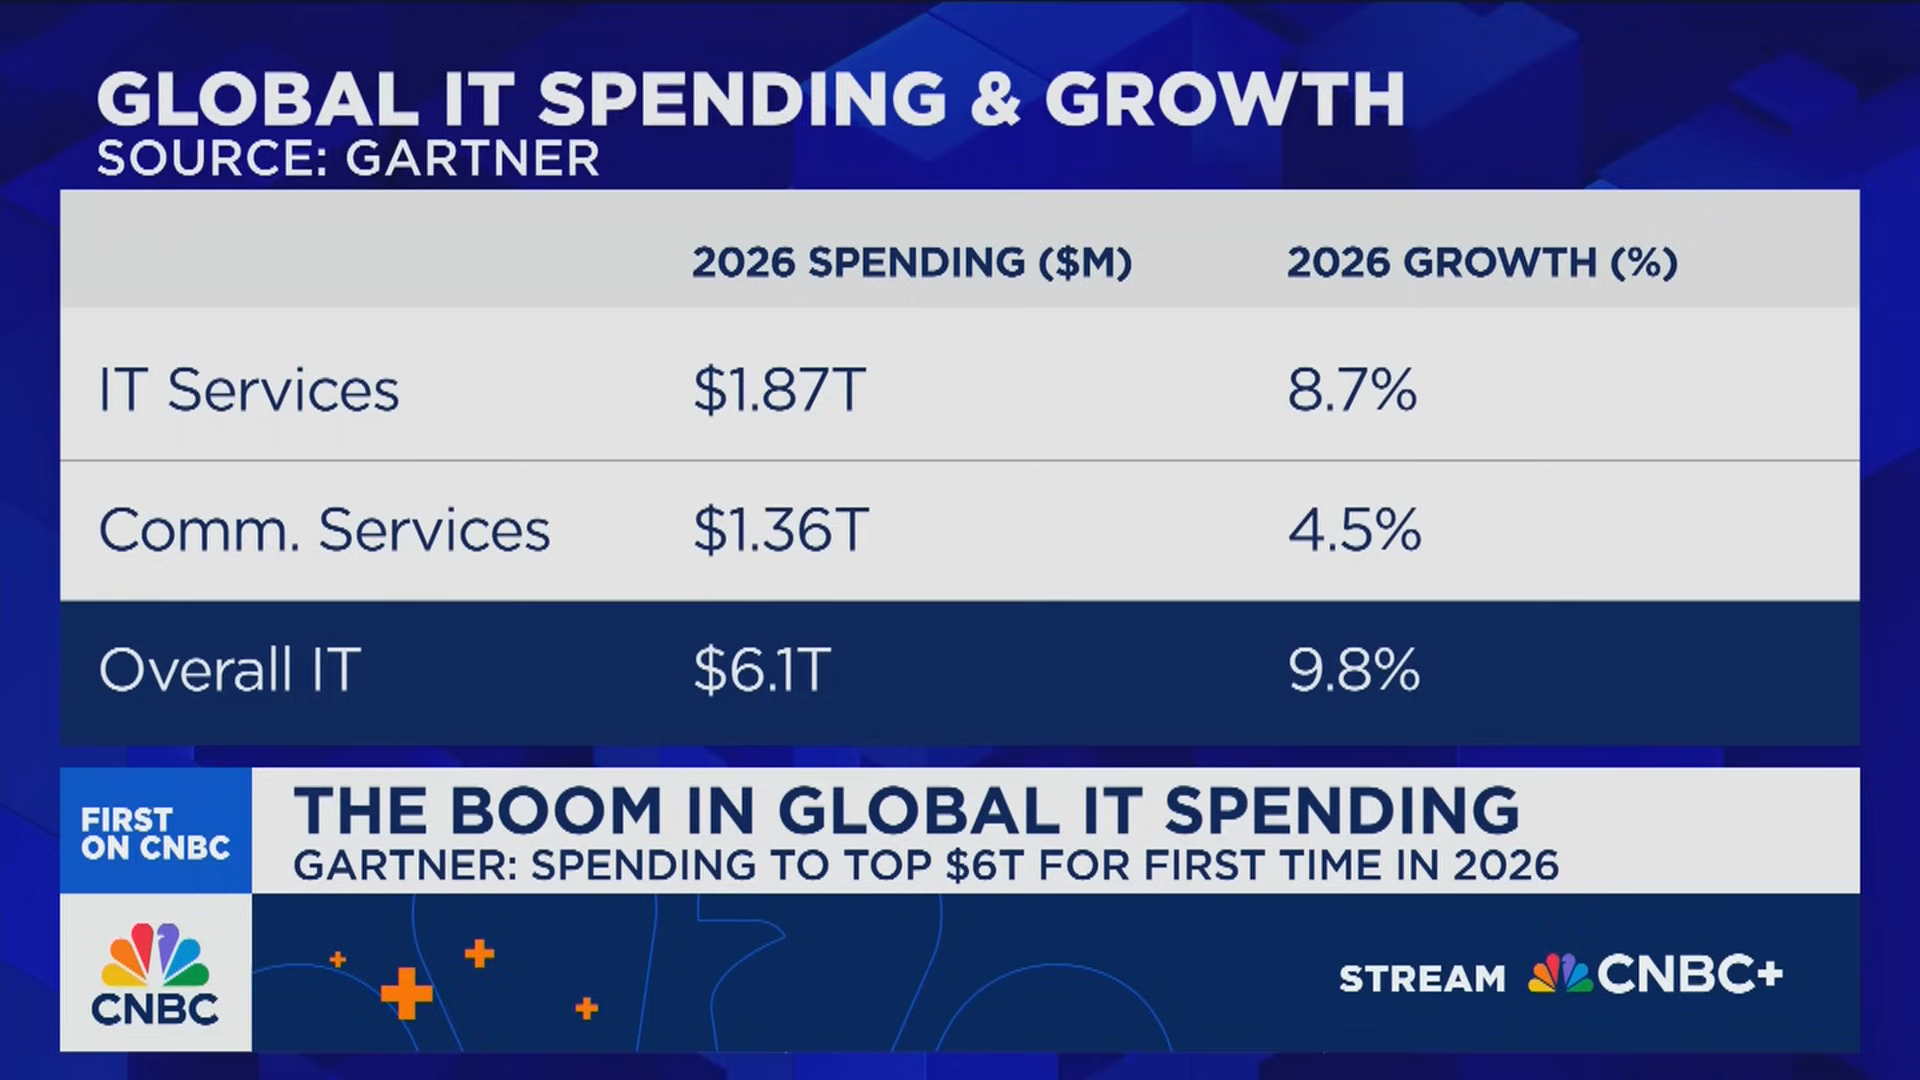 GLOBAL IT SPENDING & GROWTH
SOURCE: GARTNER
2026 SPENDING ($M) 2026 GROWTH (%)
IT Services $1.87T 8.7%
Comm. Services $1.36T 4.5%
Overall IT $6.1T 9.8%
FIRST
ON CNBC
THE BOOM IN GLOBAL IT SPENDING
GARTNER: SPENDING TO TOP $6T FOR FIRST TIME IN 2026
CNBC
STREAM CNBC+